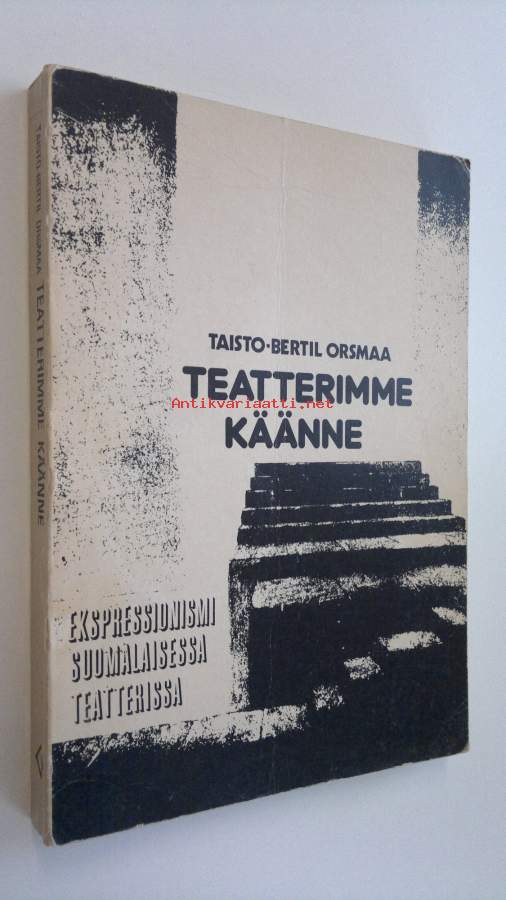 TAISTO-BERTIL ORSMAA
TEATTERIMME
Antikvariaatti.net
KÄÄNNE
EKSPRESSIONISMI
SUOMALAISESSA
TEATTERISSA
TAISTO-BERTIL ORSMAA TEATTERIMME KÄÄNNE